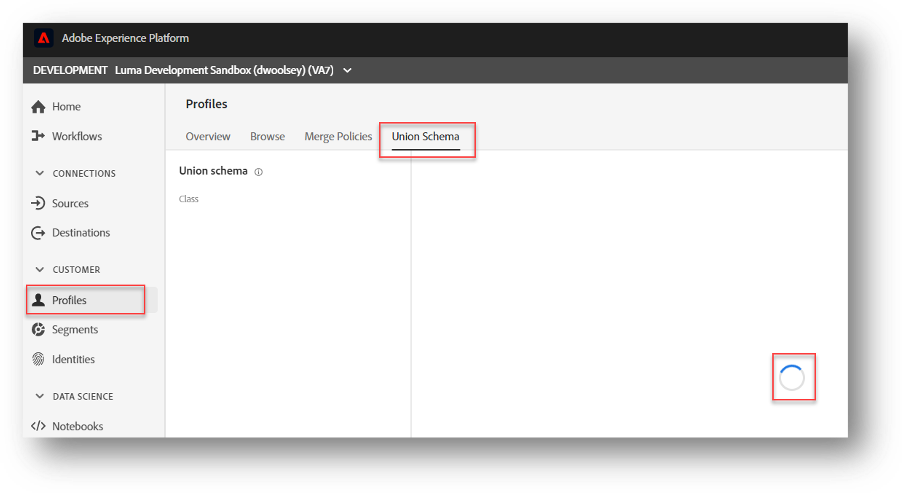 Adobe Experience Platform
DEVELOPMENT Luma Development Sandbox (dwoolsey) (VA7)
Home
Workflows
CONNECTIONS
Sources
Destinations
CUSTOMER
Profiles
Segments
Identities
DATA SCIENCE
Notebooks
Profiles
Overview Browse Merge Policies Union Schema
Union schema
Class